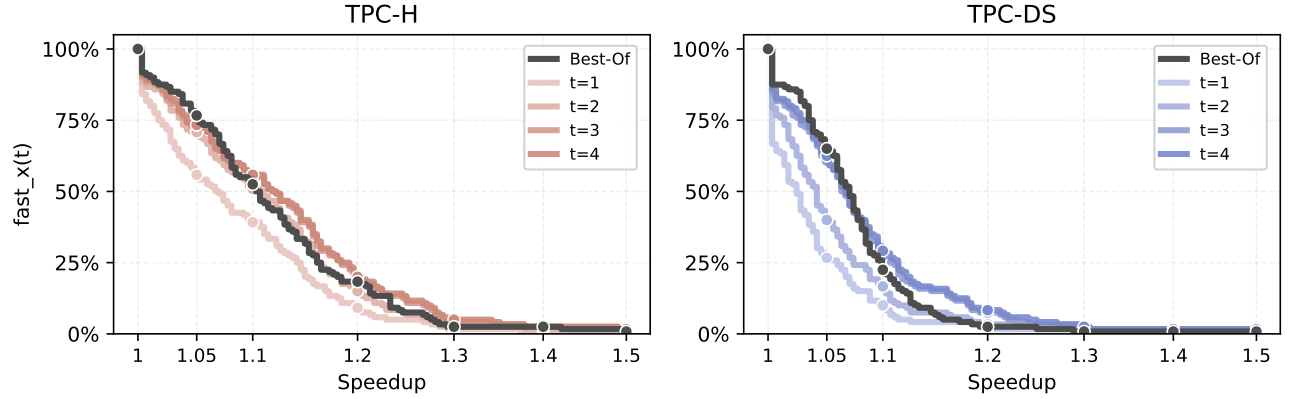 TPC-H
fast_x(t)
100%
75%
50%
25%
0%
1 1.05 1.1 1.2 1.3 1.4 1.5
Speedup
Best-Of
t=1
t=2
t=3
t=4
TPC-DS
100%
75%
50%
25%
0%
1 1.05 1.1 1.2 1.3 1.4 1.5
Speedup
Best-Of
t=1
t=2
t=3
t=4